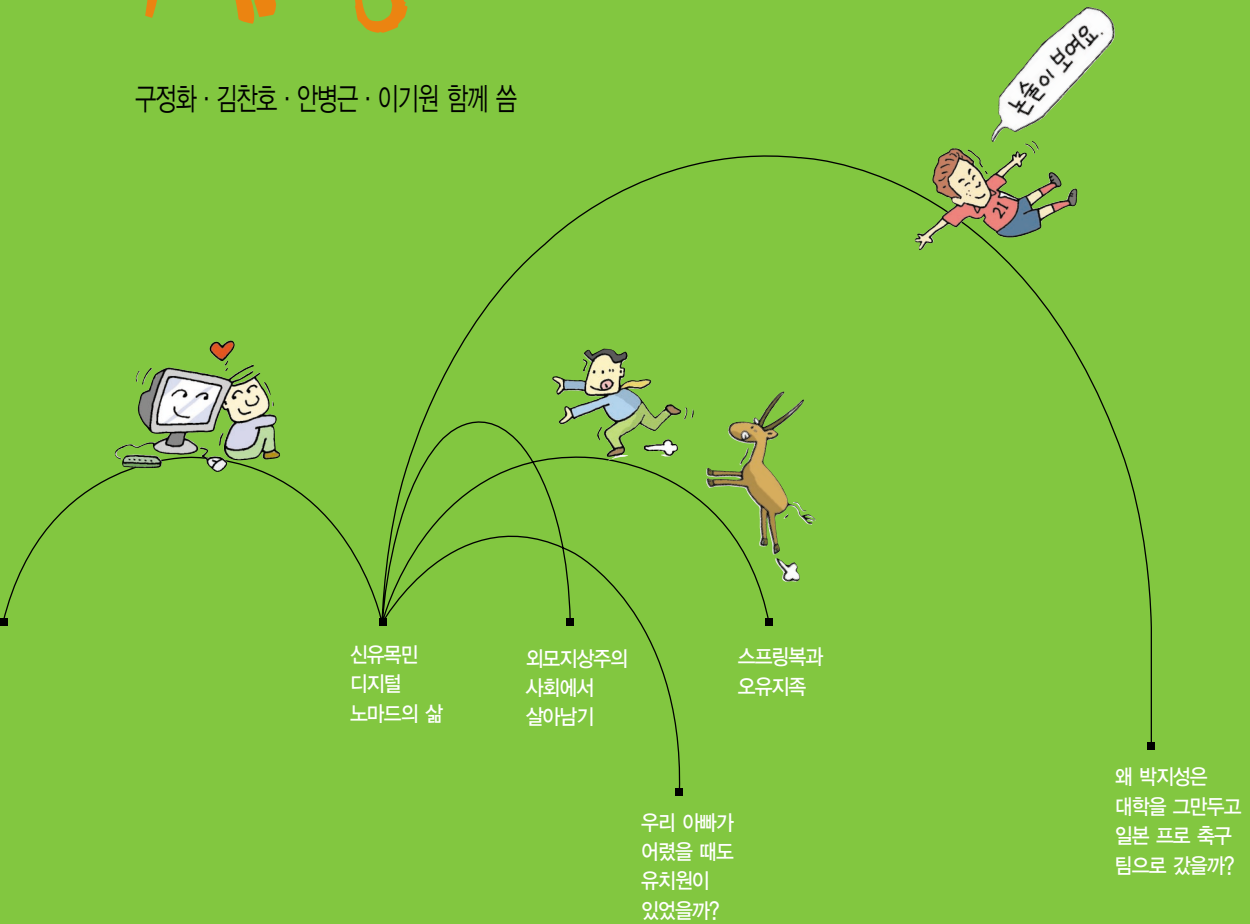 구정화 · 김찬호 · 안병근 · 이기원 함께 씀
논술이 보여요.
21
신유목민
디지털
노마드의 삶
외모지상주의
사회에서
살아남기
스프링복과
오유지족
우리 아빠가
어렸을 때도
유치원이
있었을까?
왜 박지성은
대학을 그만두고
일본 프로 축구
팀으로 갔을까?